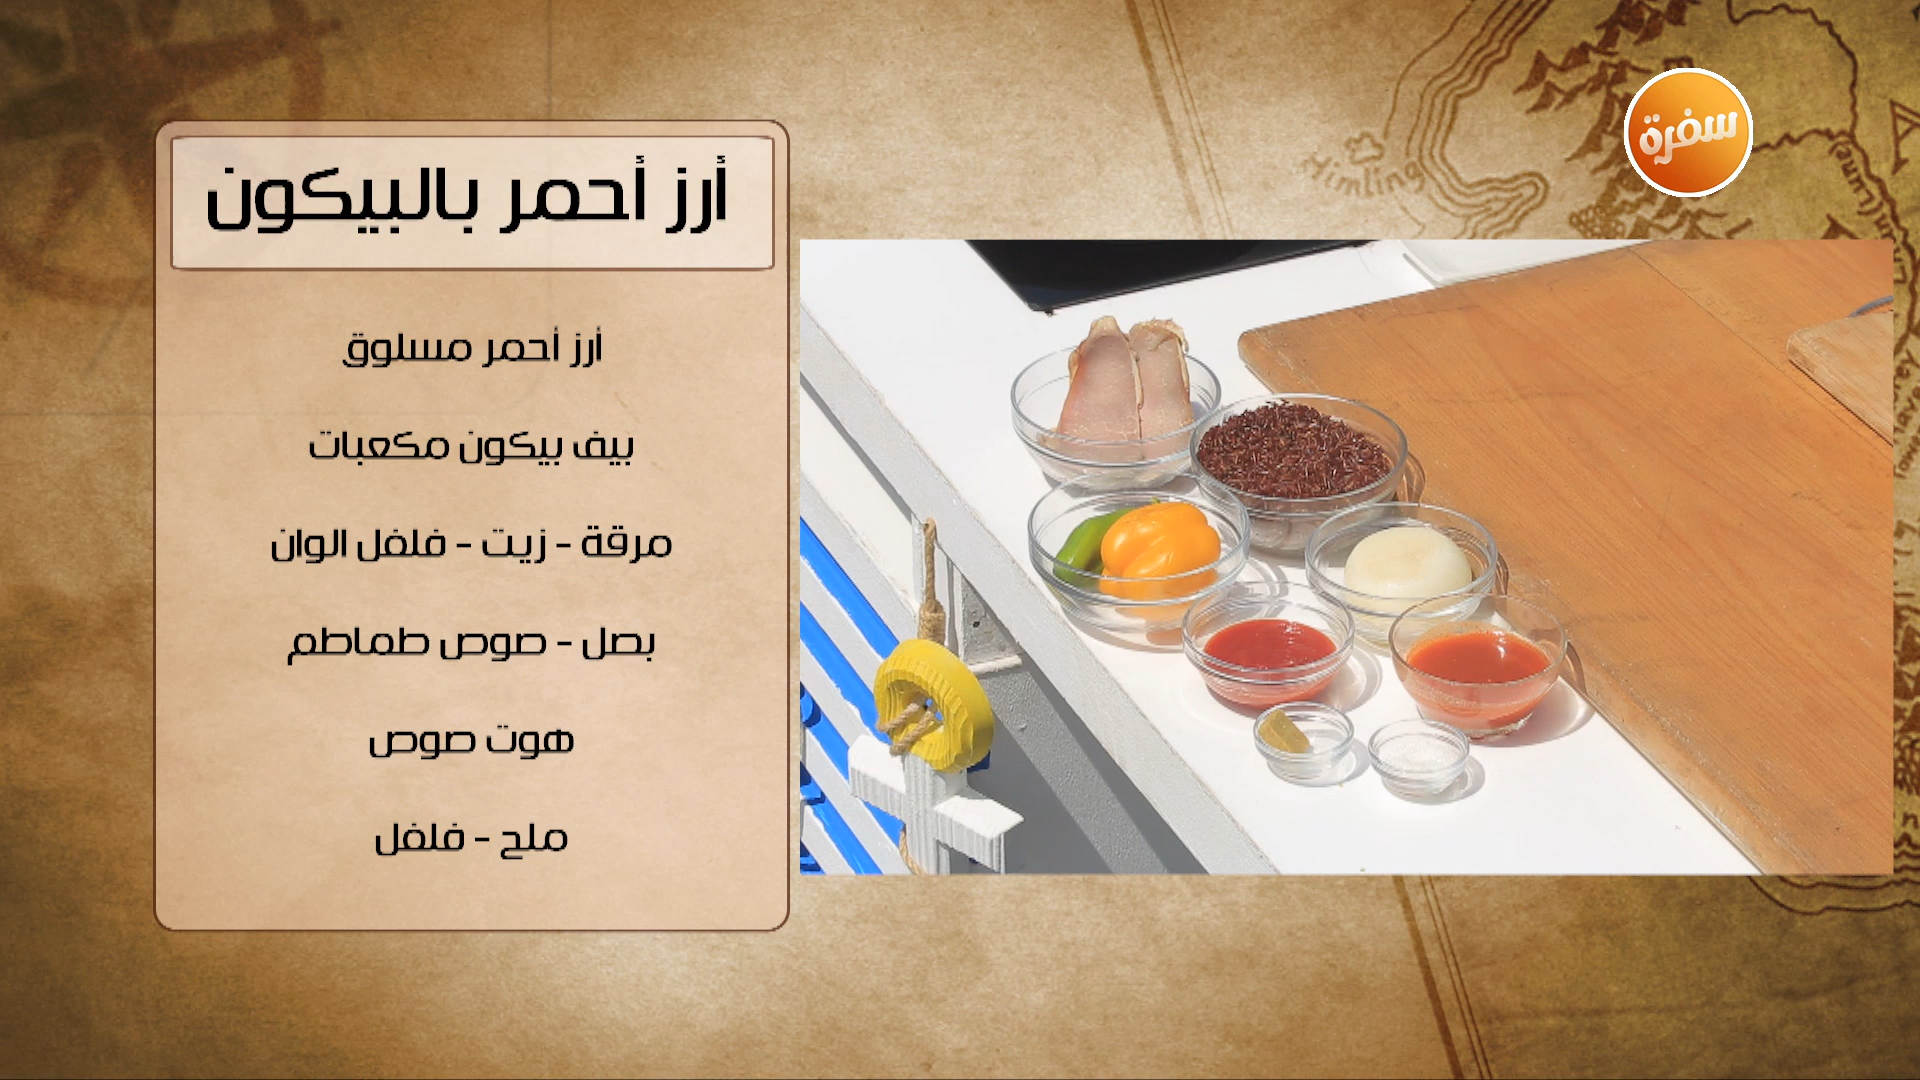 سفرة
أرز أحمر بالبيكون
أرز أحمر مسلوق
بيف بيكون مكعبات
مرقة - زيت - فلفل الوان
بصل - صوص طماطم
هوت صوص
ملح - فلفل
Himling